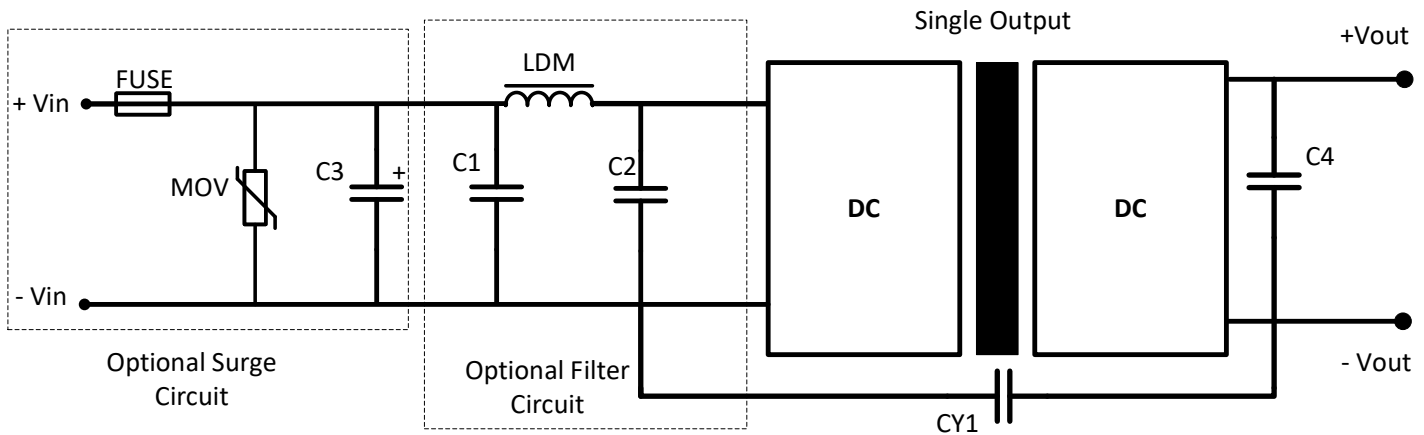 Single Output
+Vout
LDM
FUSE
+ Vin
MOV
C3
+
C1
C2
DC
DC
C4
- Vin
Optional Surge
Circuit
Optional Filter
Circuit
- Vout
CY1